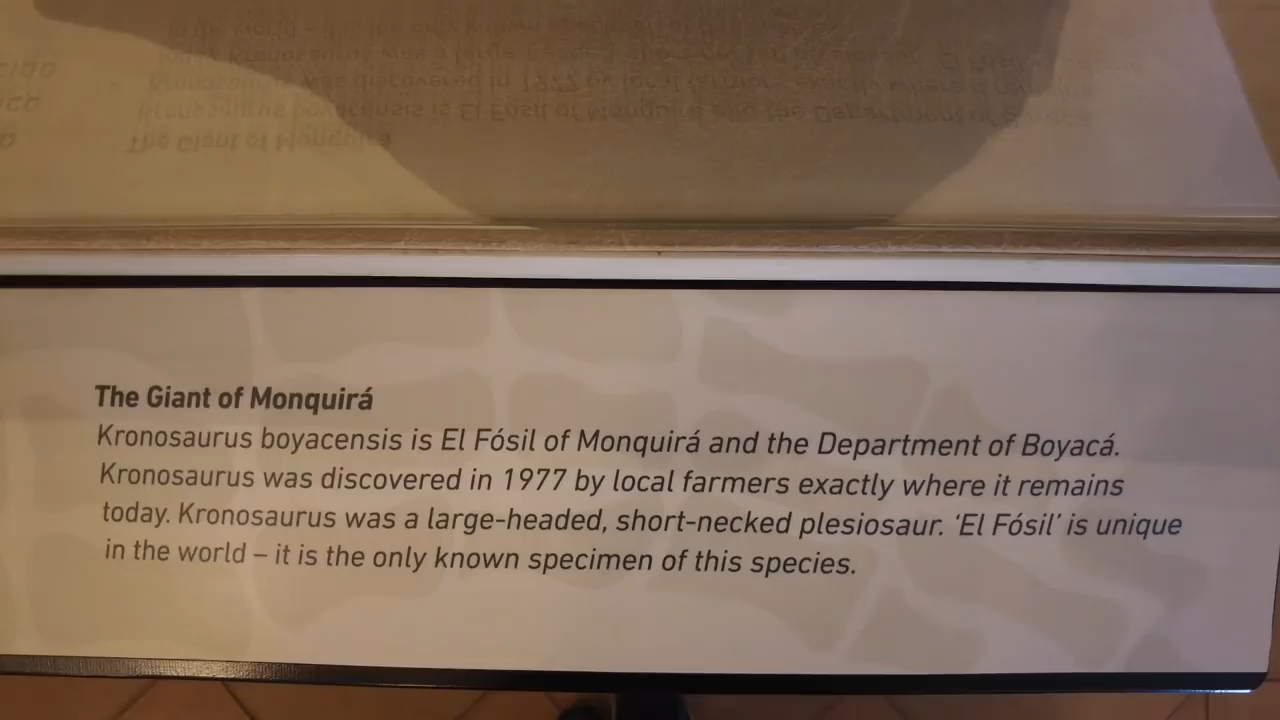 The Giant of Monquirá
Kronosaurus boyacensis is El Fósil of Monquirá and the Department of Boyacá.
Kronosaurus was discovered in 1977 by local farmers exactly where it remains
today. Kronosaurus was a large-headed, short-necked plesiosaur. ‘El Fósil’ is unique
in the world – it is the only known specimen of this species.